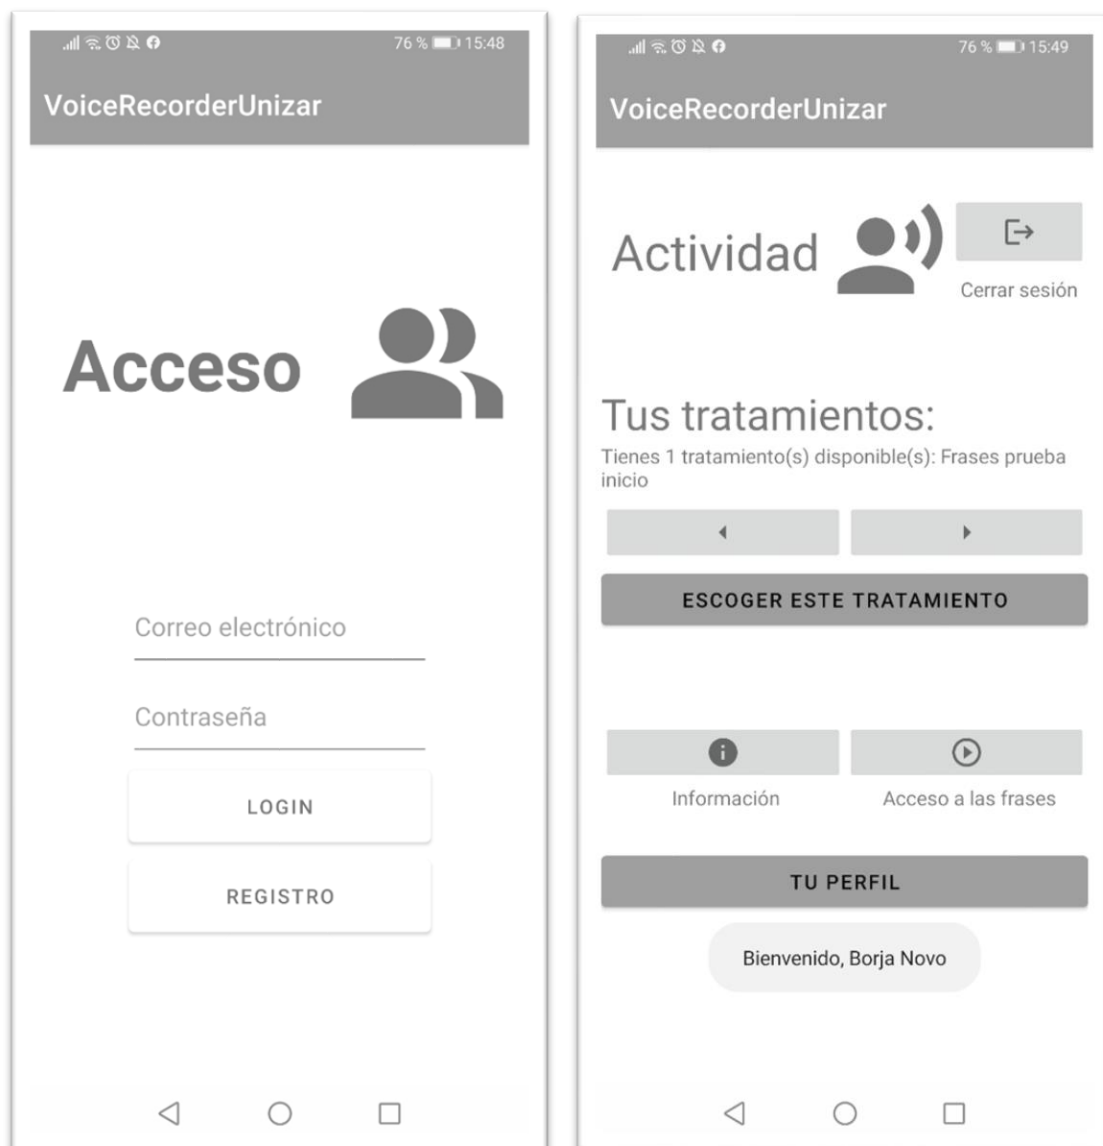 76 % 15:48
VoiceRecorderUnizar
Acceso
Correo electrónico
Contraseña
LOGIN
REGISTRO
76 % 15:49
VoiceRecorderUnizar
Actividad
Cerrar sesión
Tus tratamientos:
Tienes 1 tratamiento(s) disponible(s): Frases prueba
inicio
ESCOGER ESTE TRATAMIENTO
Información
Acceso a las frases
TU PERFIL
Bienvenido, Borja Novo